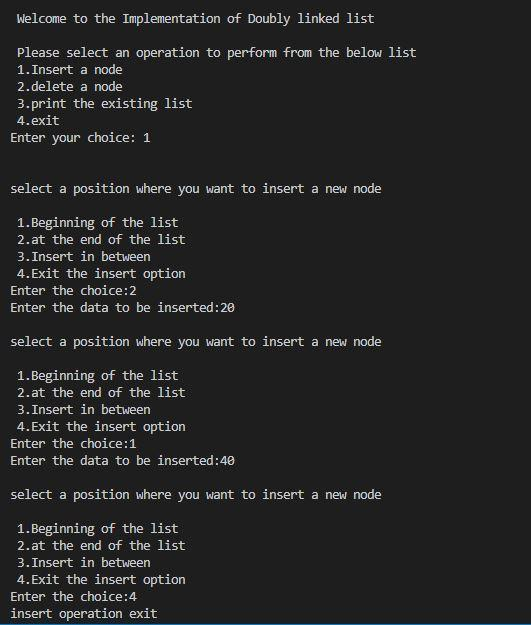 Welcome to the Implementation of Doubly linked list
Please select an operation to perform from the below list
1.Insert a node
2.delete a node
3.print the existing list
4.exit
Enter your choice: 1
select a position where you want to insert a new node
1.Beginning of the list
2.at the end of the list
3.Insert in between
4.Exit the insert option
Enter the choice:2
Enter the data to be inserted:20
select a position where you want to insert a new node
1.Beginning of the list
2.at the end of the list
3.Insert in between
4.Exit the insert option
Enter the choice:1
Enter the data to be inserted:40
select a position where you want to insert a new node
1.Beginning of the list
2.at the end of the list
3.Insert in between
4.Exit the insert option
Enter the choice:4
insert operation exit